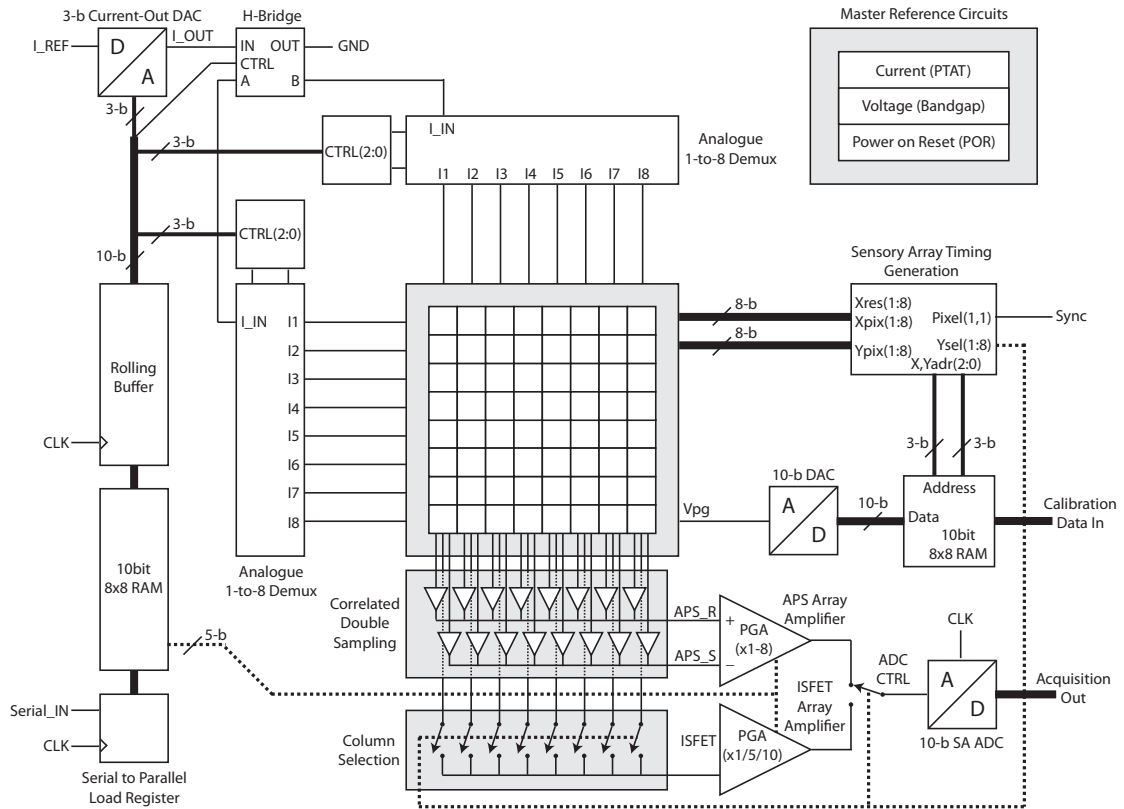 3-b Current-Out DAC
H-Bridge
Master Reference Circuits
I_REF
D
A
I_OUT
IN
OUT
GND
CTRL
A
B
Current (PTAT)
Voltage (Bandgap)
Power on Reset (POR)
3-b
3-b
CTRL(2:0)
I_IN
I1
I2
I3
I4
I5
I6
I7
I8
Analogue
1-to-8 Demux
3-b
CTRL(2:0)
10-b
Sensory Array Timing
Generation
Rolling
Buffer
CLK
I_IN
I1
I2
I3
I4
I5
I6
I7
I8
Analogue
1-to-8 Demux
8-b
8-b
Xres(1:8)
Xpix(1:8)
Ypix(1:8)
Pixel(1,1)
Ysel(1:8)
X,Yadr(2:0)
Sync
3-b
3-b
10-b DAC
A
D
Vpg
10-b
Address
Data
10bit
8x8 RAM
Calibration
Data In
10bit
8x8 RAM
5-b
Correlated
Double
Sampling
APS_R
APS_S
+
−
PGA
(x1-8)
APS Array
Amplifier
CLK
ADC
CTRL
A
D
10-b SA ADC
Acquisition
Out
ISFET
Array
Amplifier
Serial_IN
CLK
Serial to Parallel
Load Register
Column
Selection
ISFET
PGA
(x1/5/10)